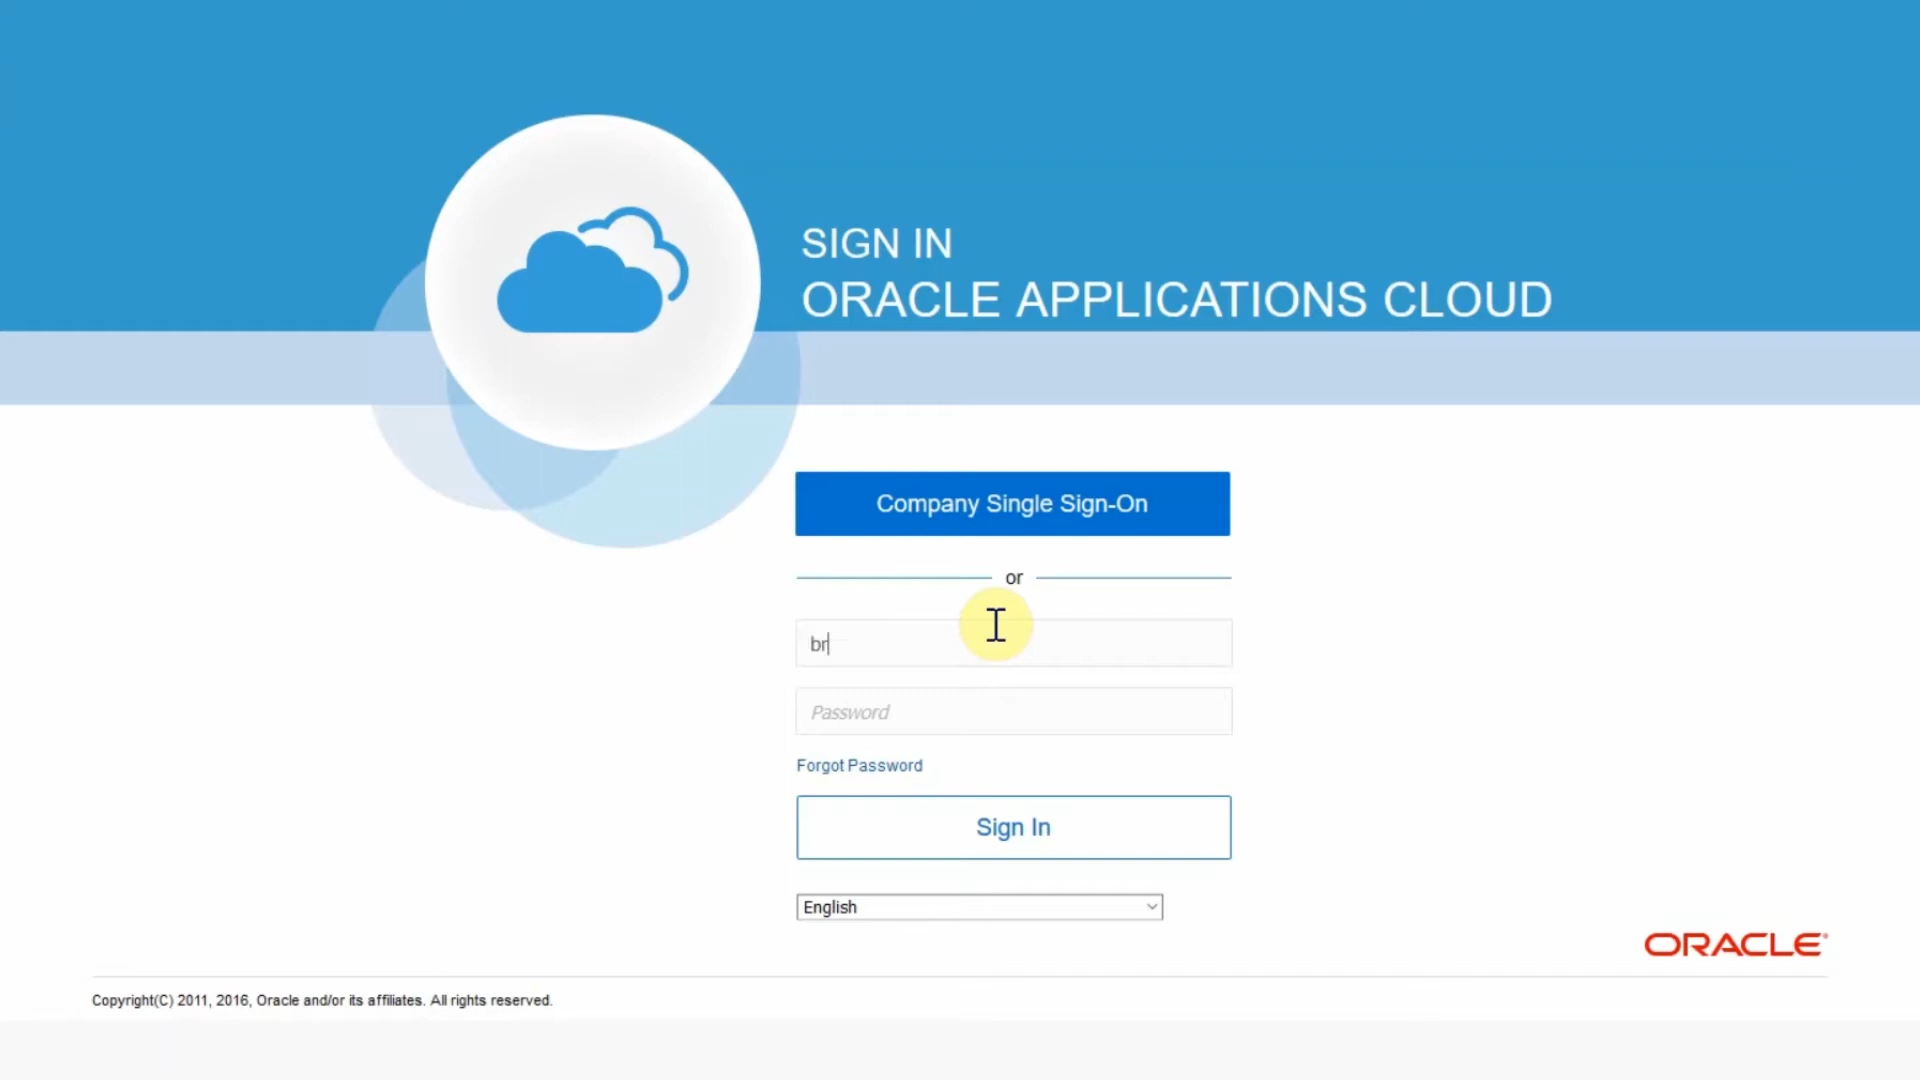 SIGN IN
ORACLE APPLICATIONS CLOUD
Company Single Sign-On
or
br
Password
Forgot Password
Sign In
English
ORACLE®
Copyright(C) 2011, 2016, Oracle and/or its affiliates. All rights reserved.